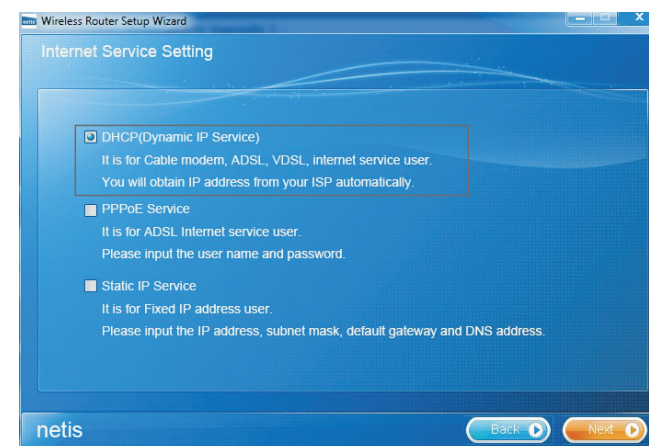 netis Wireless Router Setup Wizard
Internet Service Setting
DHCP(Dynamic IP Service)
It is for Cable modem, ADSL, VDSL, internet service user.
You will obtain IP address from your ISP automatically.
PPPoE Service
It is for ADSL Internet service user.
Please input the user name and password.
Static IP Service
It is for Fixed IP address user.
Please input the IP address, subnet mask, default gateway and DNS address.
netis Back Next